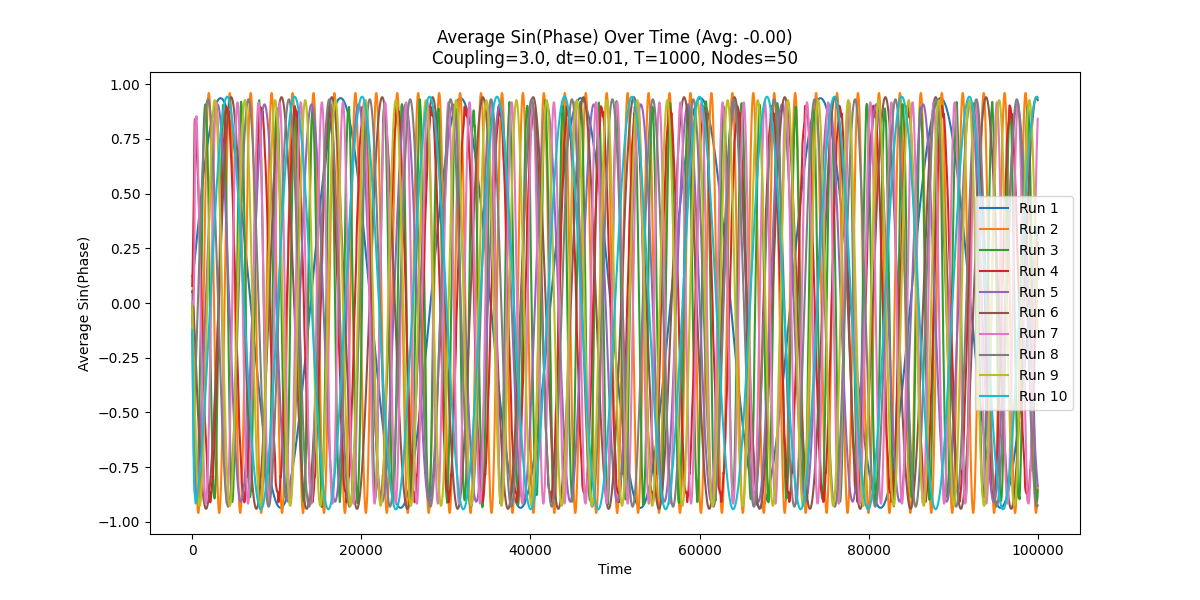 Average Sin(Phase) Over Time (Avg: -0.00)
Coupling=3.0, dt=0.01, T=1000, Nodes=50
Average Sin(Phase)
1.00
0.75
0.50
0.25
0.00
−0.25
−0.50
−0.75
−1.00
Run 1
Run 2
Run 3
Run 4
Run 5
Run 6
Run 7
Run 8
Run 9
Run 10
0 20000 40000 60000 80000 100000
Time